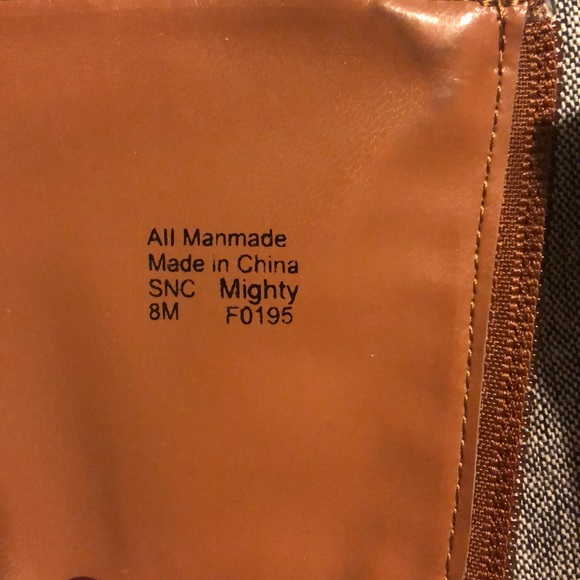 All Manmade
Made in China
SNC Mighty
8M F0195